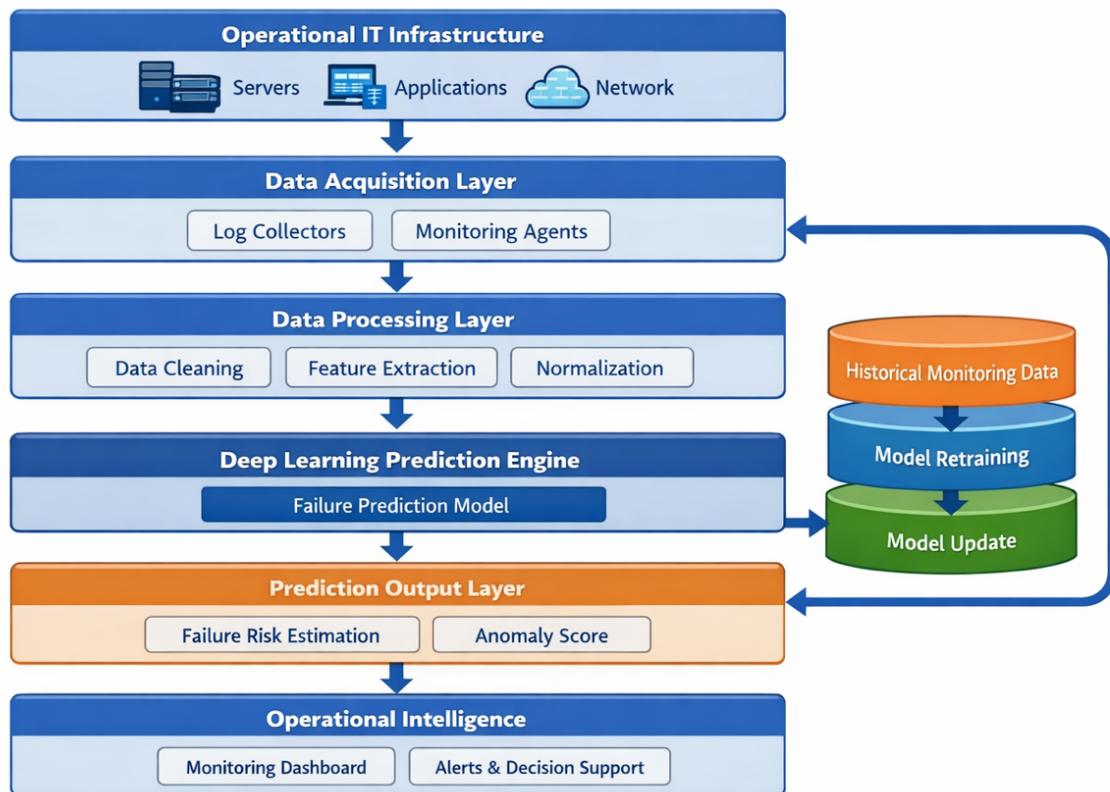 Operational IT Infrastructure
Servers Applications Network
Data Acquisition Layer
Log Collectors Monitoring Agents
Data Processing Layer
Data Cleaning Feature Extraction Normalization
Deep Learning Prediction Engine
Failure Prediction Model
Prediction Output Layer
Failure Risk Estimation Anomaly Score
Operational Intelligence
Monitoring Dashboard Alerts & Decision Support
Historical Monitoring Data
Model Retraining
Model Update